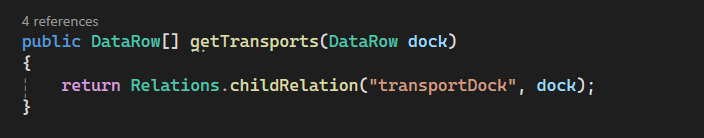 4 references
public DataRow[] getTransports(DataRow dock)
{
    return Relations.childRelation("transportDock", dock);
}